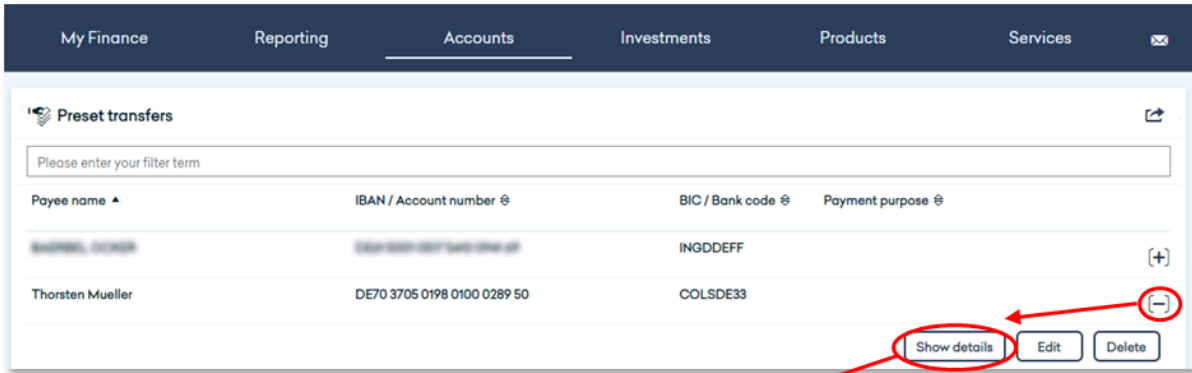 My Finance Reporting Accounts Investments Products Services
Preset transfers
Please enter your filter term
Payee name IBAN / Account number BIC / Bank code Payment purpose
INGDDEFF
Thorsten Mueller DE70 3705 0198 0100 0289 50 COLSDE33
Show details Edit Delete